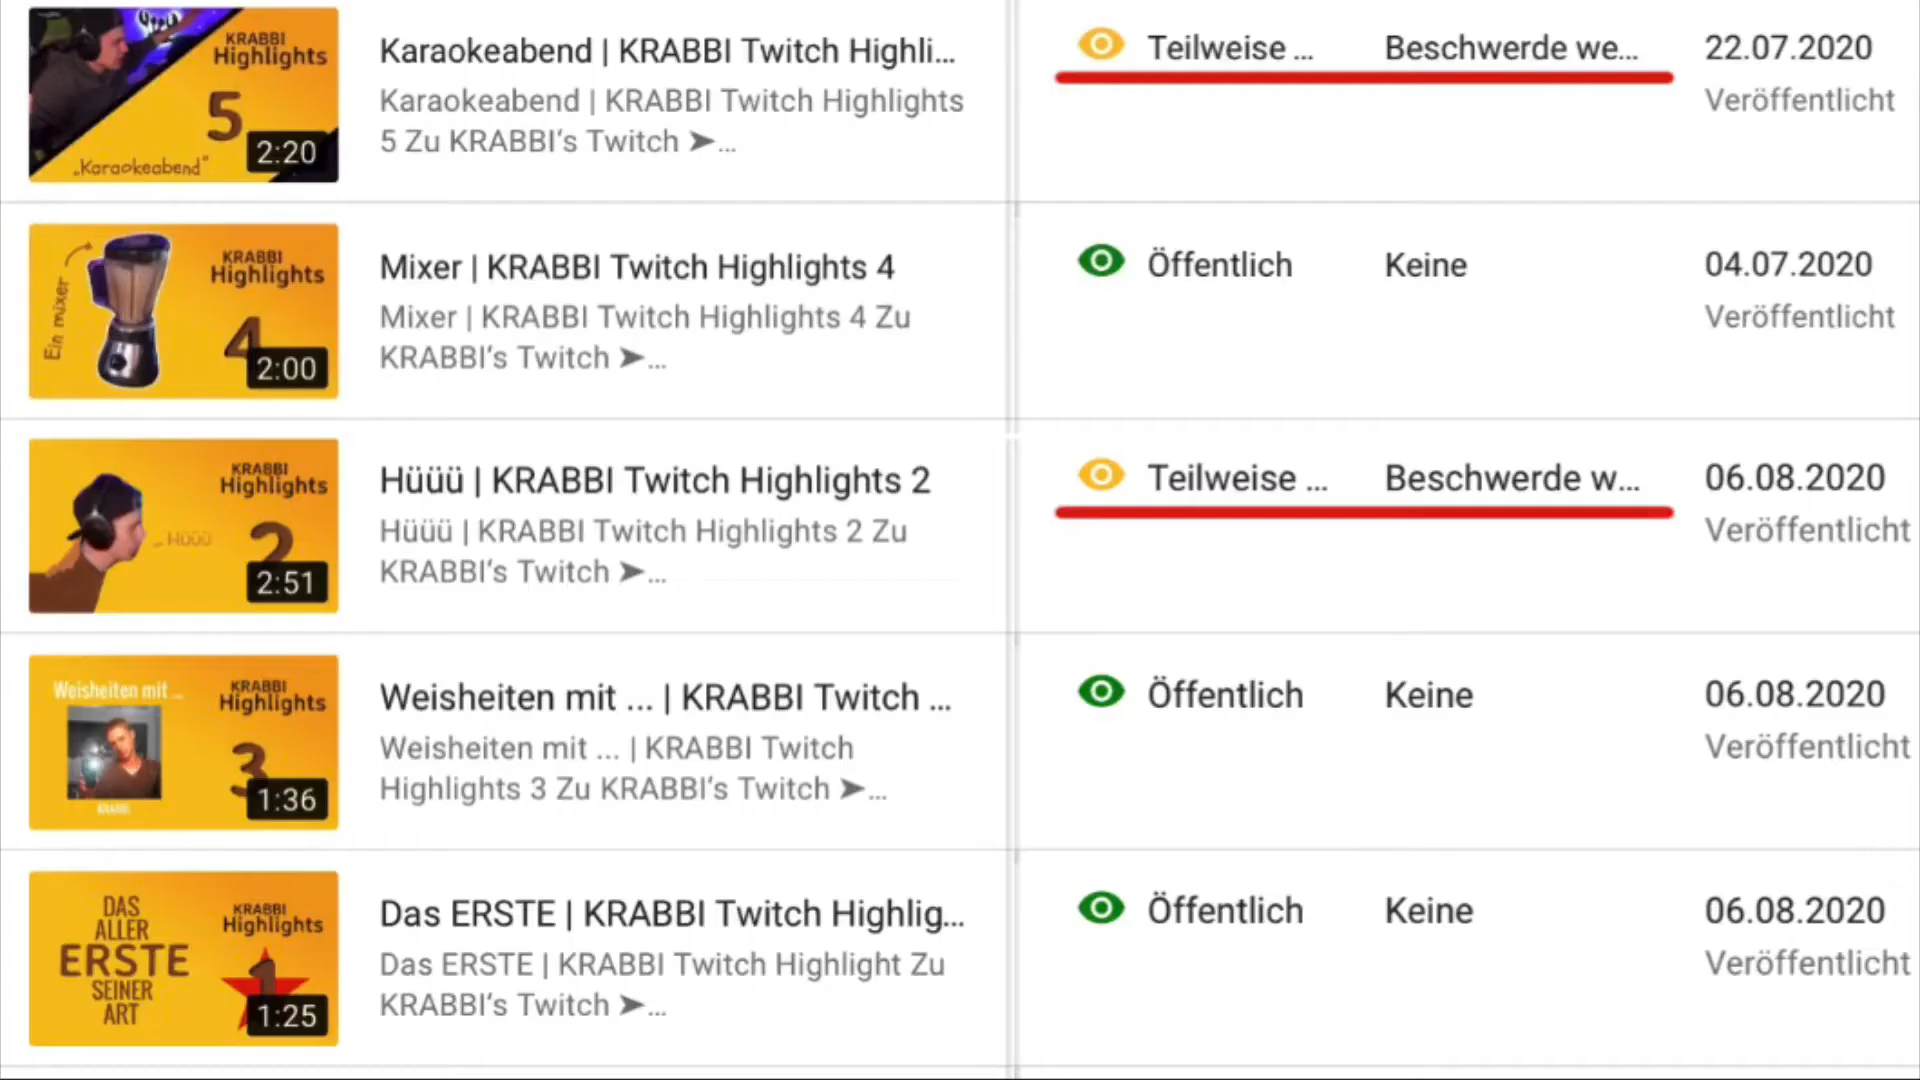 KRABBI
Highlights
5
„Karaokeabend"
2:20
Karaokeabend | KRABBI Twitch Highli...
Karaokeabend | KRABBI Twitch Highlights
5 Zu KRABBI's Twitch ➤...
Teilweise ...
Beschwerde we...
22.07.2020
Veröffentlicht
Ein mixer
KRABBI
Highlights
4
2:00
Mixer | KRABBI Twitch Highlights 4
Mixer | KRABBI Twitch Highlights 4 Zu
KRABBI's Twitch ➤...
Öffentlich
Keine
04.07.2020
Veröffentlicht
KRABBI
Highlights
... HÜÜÜ
2
2:51
Hüüü | KRABBI Twitch Highlights 2
Hüüü | KRABBI Twitch Highlights 2 Zu
KRABBI's Twitch ➤...
Teilweise ...
Beschwerde w...
06.08.2020
Veröffentlicht
Weisheiten mit ...
KRABBI
KRABBI
Highlights
3
1:36
Weisheiten mit ... | KRABBI Twitch ...
Weisheiten mit ... | KRABBI Twitch
Highlights 3 Zu KRABBI's Twitch ➤...
Öffentlich
Keine
06.08.2020
Veröffentlicht
DAS
ALLER
ERSTE
SEINER
ART
KRABBI
Highlights
1
1:25
Das ERSTE | KRABBI Twitch Highlig...
Das ERSTE | KRABBI Twitch Highlight Zu
KRABBI's Twitch ➤...
Öffentlich
Keine
06.08.2020
Veröffentlicht